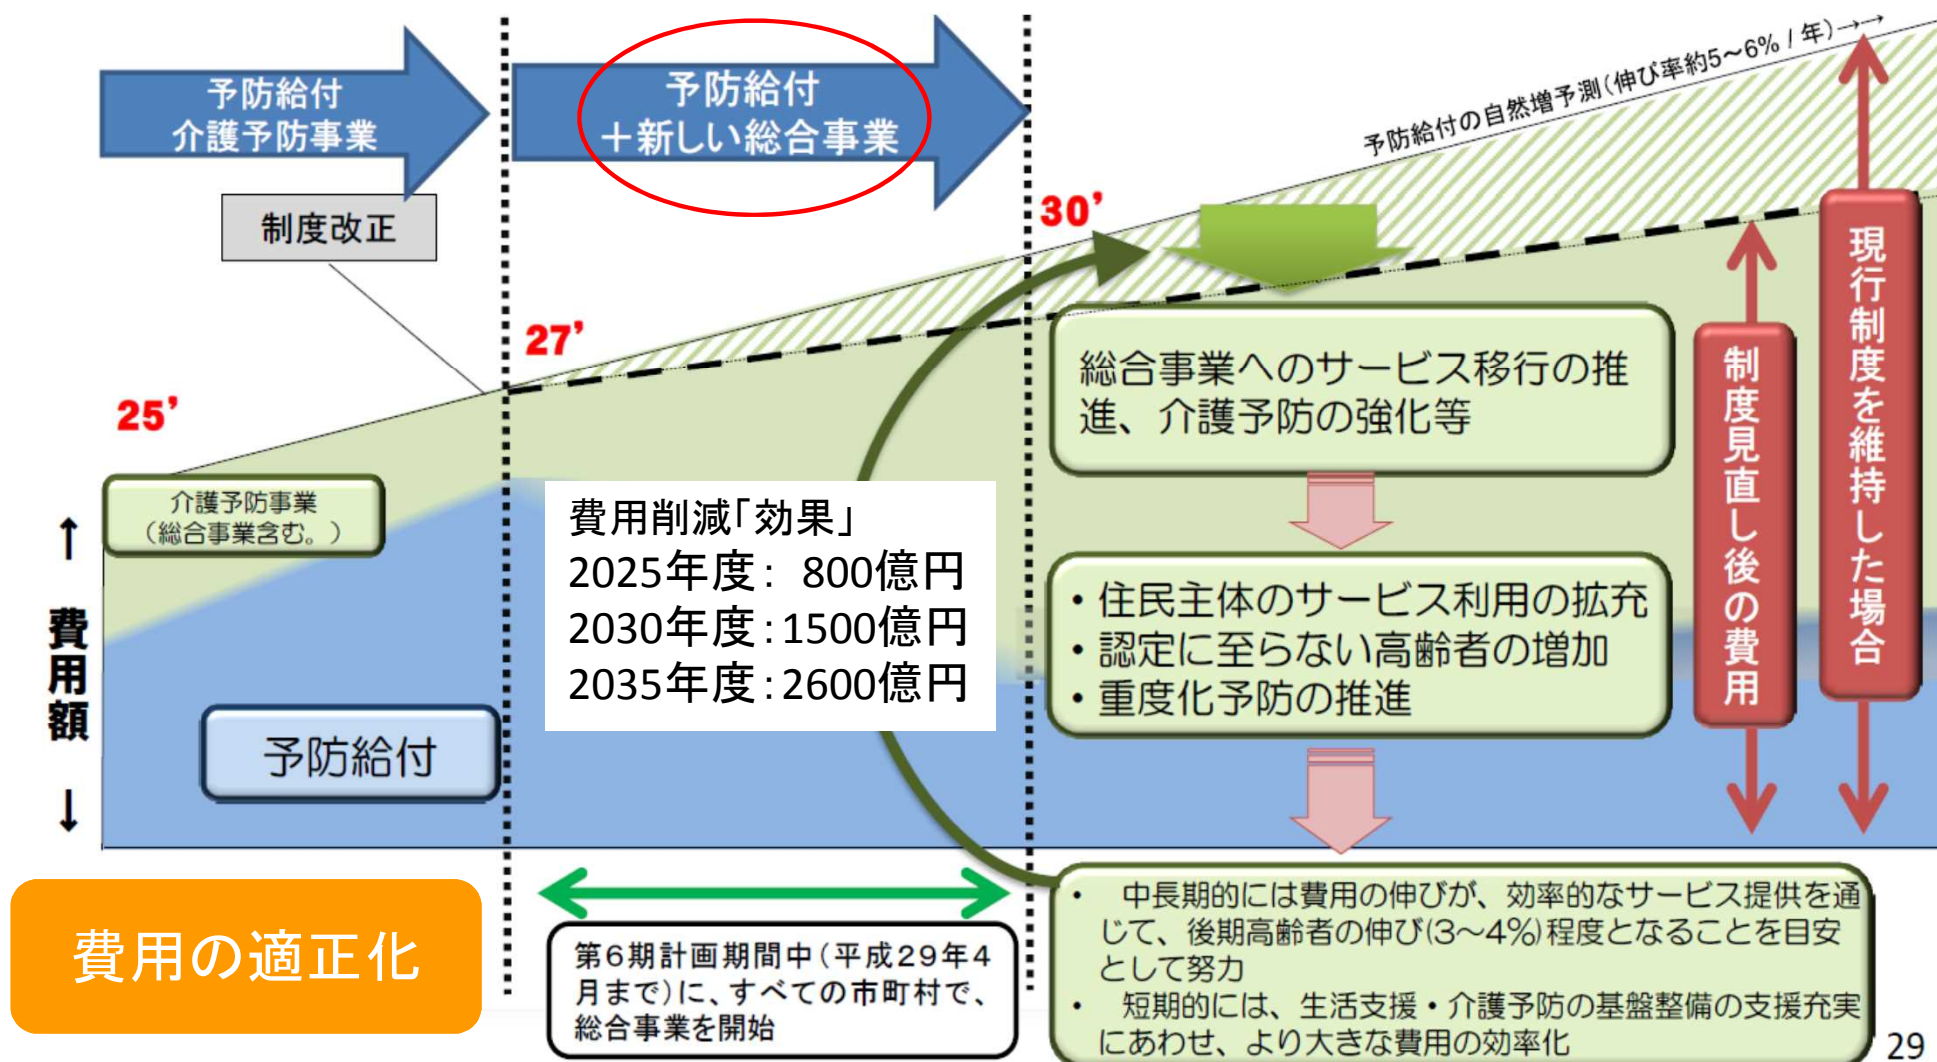 予防給付
介護予防事業
予防給付
＋新しい総合事業
制度改正
予防給付の自然増予測（伸び率約5～6％ / 年）→→
25’
27’
30’
介護予防事業
（総合事業含む。）
↑
費用額
↓
予防給付
費用削減「効果」
2025年度： 800億円
2030年度：1500億円
2035年度：2600億円
総合事業へのサービス移行の推
進、介護予防の強化等
・住民主体のサービス利用の拡充
・認定に至らない高齢者の増加
・重度化予防の推進
制度見直し後の費用
現行制度を維持した場合
費用の適正化
第6期計画期間中（平成29年4
月まで）に、すべての市町村で、
総合事業を開始
・ 中長期的には費用の伸びが、効率的なサービス提供を通
じて、後期高齢者の伸び(3～4%)程度となることを目安
として努力
・ 短期的には、生活支援・介護予防の基盤整備の支援充実
にあわせ、より大きな費用の効率化
29